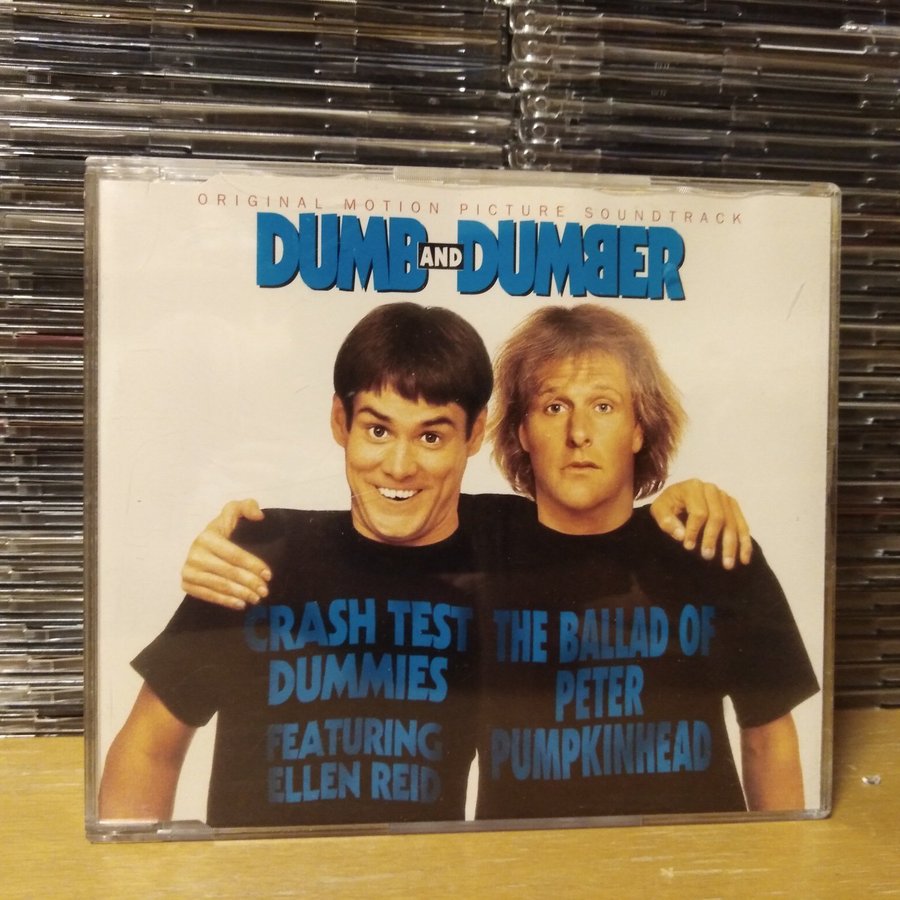 ORIGINAL MOTION PICTURE SOUNDTRACK
DUMB AND DUMBER
CRASH TEST
DUMMIES
FEATURING
ELLEN REID
THE BALLAD OF
PETER
PUMPKINHEAD